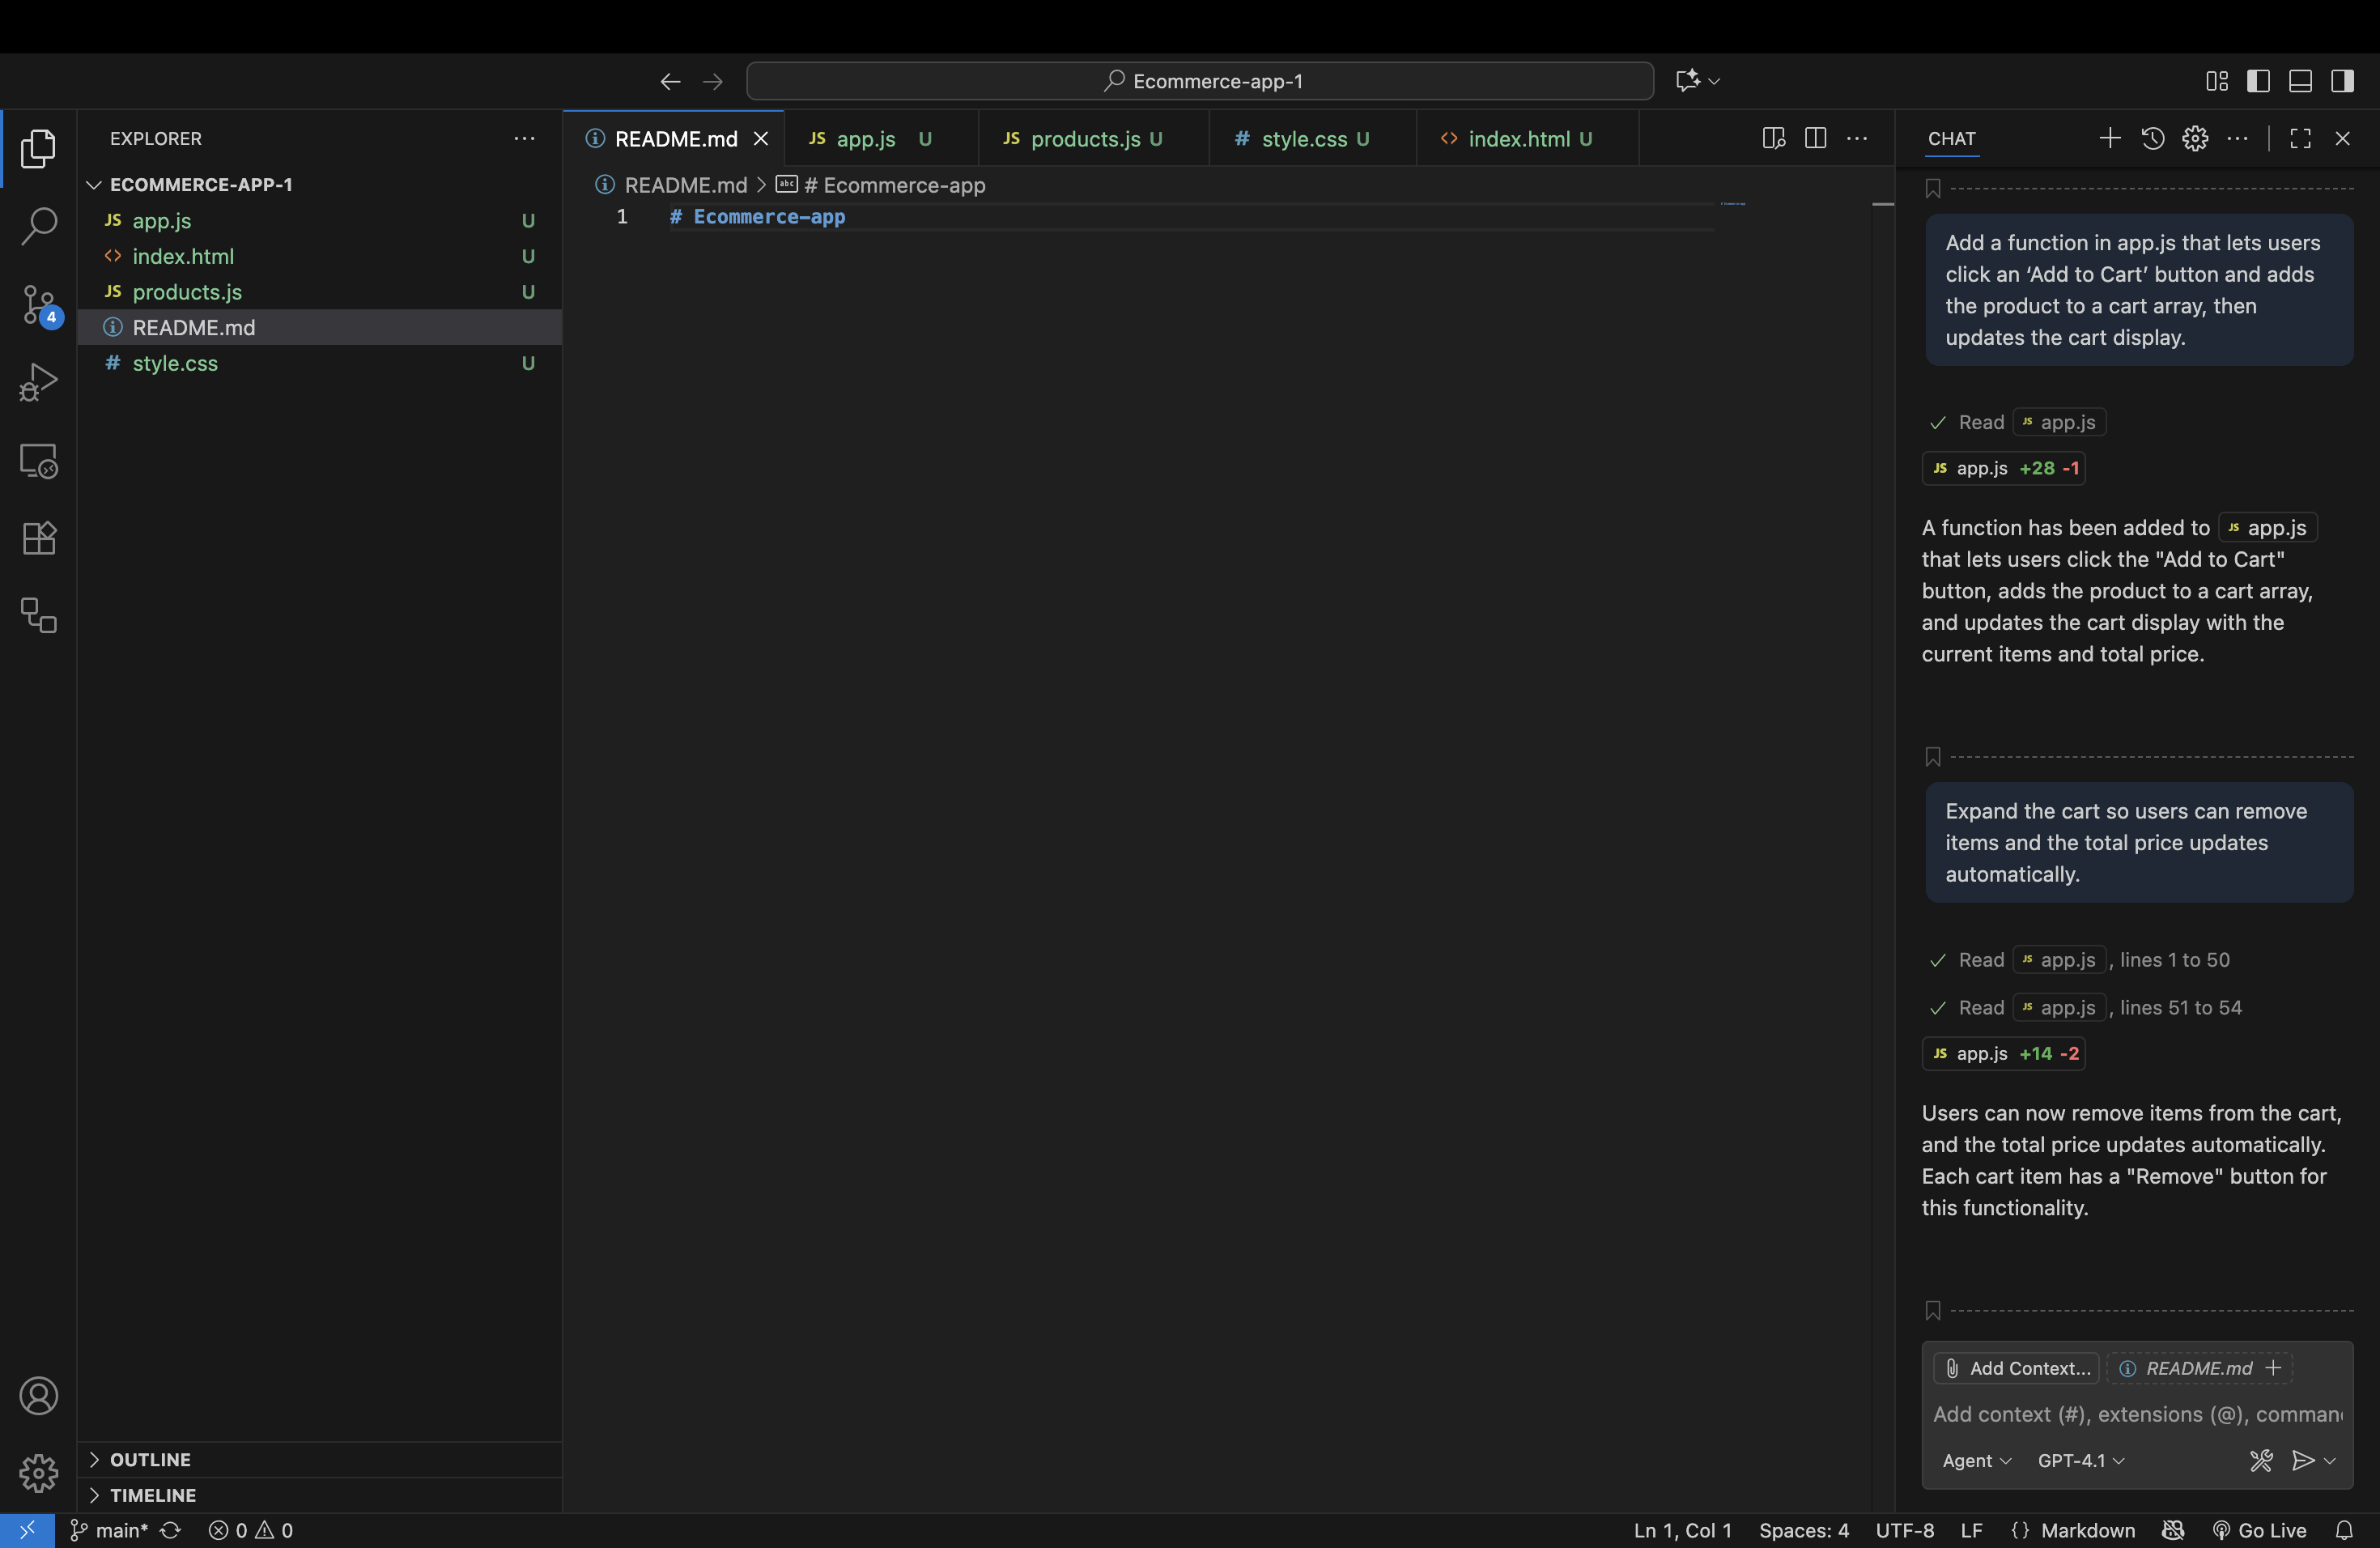 Ecommerce-app-1
EXPLORER
ECOMMERCE-APP-1
JS app.js U
<> index.html U
JS products.js U
README.md
# style.css U
4
OUTLINE
TIMELINE
README.md
JS app.js U
JS products.js U
# style.css U
<> index.html U
README.md > abc # Ecommerce-app
1 # Ecommerce-app
CHAT
Add a function in app.js that lets users
click an ‘Add to Cart’ button and adds
the product to a cart array, then
updates the cart display.
Read JS app.js
JS app.js +28 -1
A function has been added to JS app.js
that lets users click the "Add to Cart"
button, adds the product to a cart array,
and updates the cart display with the
current items and total price.
Expand the cart so users can remove
items and the total price updates
automatically.
Read JS app.js, lines 1 to 50
Read JS app.js, lines 51 to 54
JS app.js +14 -2
Users can now remove items from the cart,
and the total price updates automatically.
Each cart item has a "Remove" button for
this functionality.
Add Context... README.md +
Add context (#), extensions (@), comman
Agent GPT-4.1
main* 0 0
Ln 1, Col 1 Spaces: 4 UTF-8 LF {} Markdown Go Live